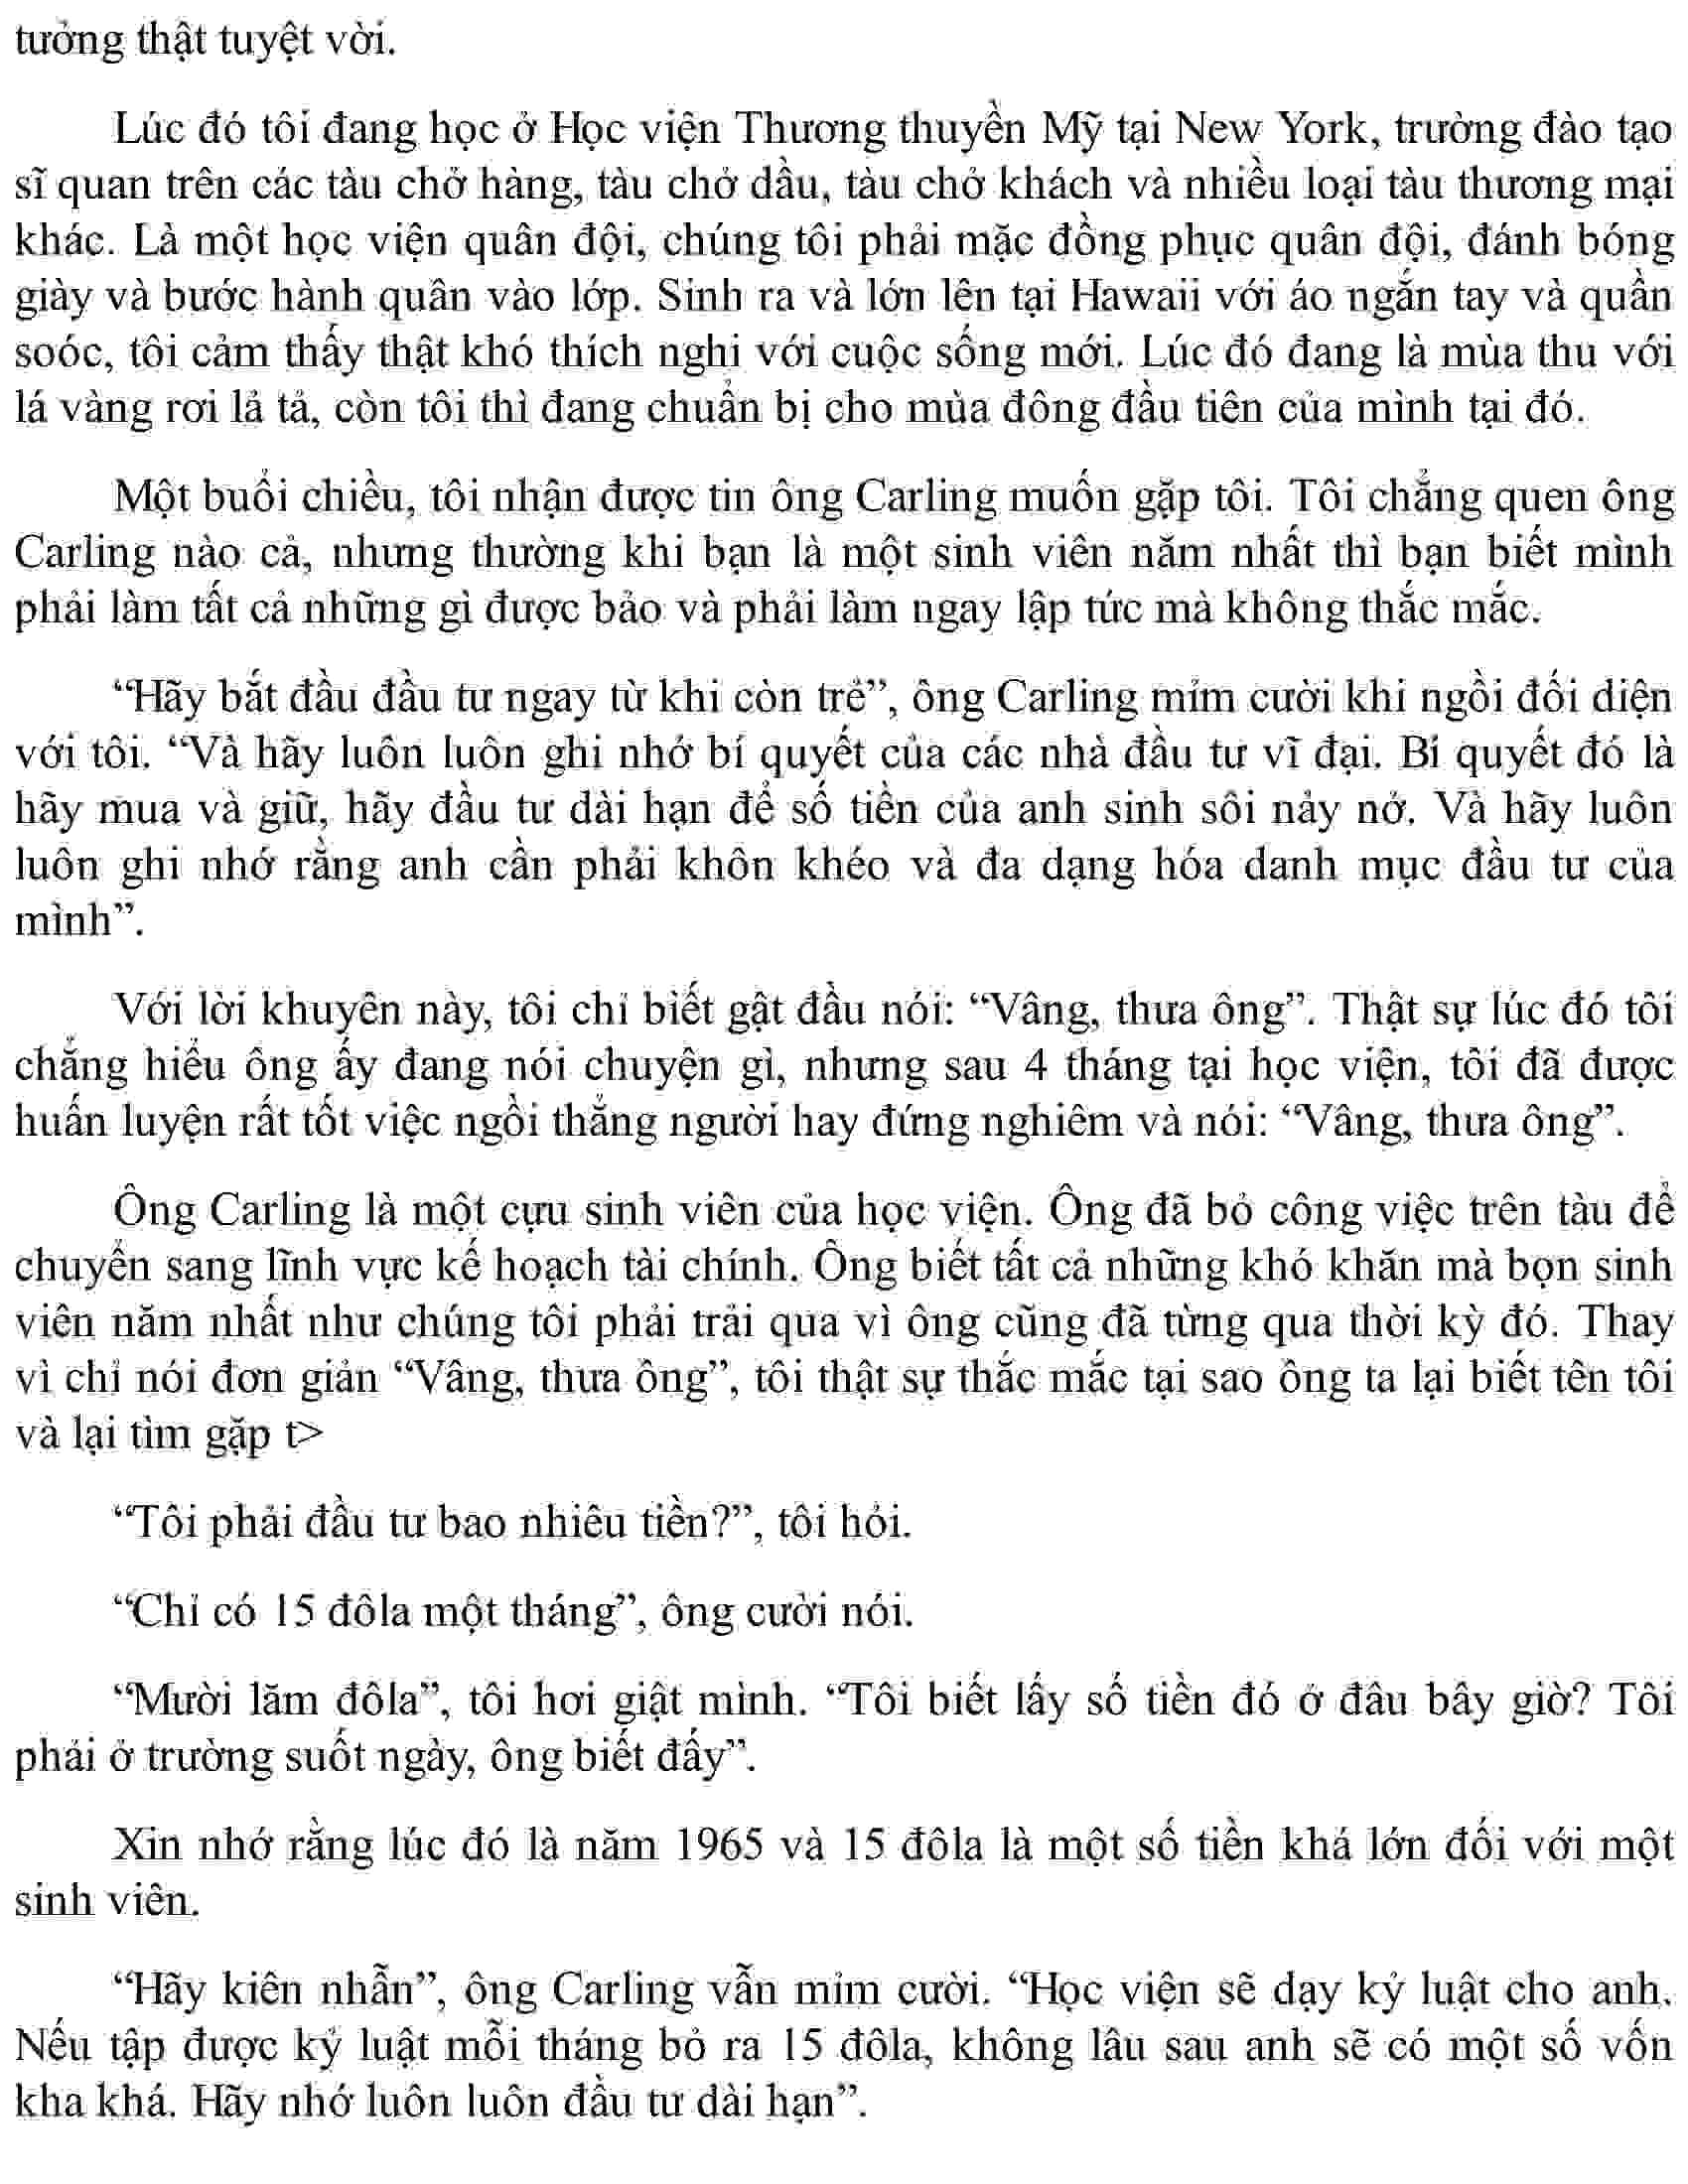 tưởng thật tuyệt vời.
Lúc đó tôi đang học ở Học viện Thương thuyền Mỹ tại New York, trường đào tạo
sĩ quan trên các tàu chở hàng, tàu chở dầu, tàu chở khách và nhiều loại tàu thương mại
khác. Là một học viện quân đội, chúng tôi phải mặc đồng phục quân đội, đánh bóng
giày và bước hành quân vào lớp. Sinh ra và lớn lên tại Hawaii với áo ngắn tay và quần
soóc, tôi cảm thấy thật khó thích nghi với cuộc sống mới. Lúc đó đang là mùa thu với
lá vàng rơi lả tả, còn tôi thì đang chuẩn bị cho mùa đông đầu tiên của mình tại đó.
Một buổi chiều, tôi nhận được tin ông Carling muốn gặp tôi. Tôi chẳng quen ông
Carling nào cả, nhưng thường khi bạn là một sinh viên năm nhất thì bạn biết mình
phải làm tất cả những gì được bảo và phải làm ngay lập tức mà không thắc mắc.
“Hãy bắt đầu đầu tư ngay từ khi còn trẻ”, ông Carling mỉm cười khi ngồi đối diện
với tôi. “Và hãy luôn luôn ghi nhớ bí quyết của các nhà đầu tư vĩ đại. Bí quyết đó là
hãy mua và giữ, hãy đầu tư dài hạn để số tiền của anh sinh sôi nảy nở. Và hãy luôn
luôn ghi nhớ rằng anh cần phải khôn khéo và đa dạng hóa danh mục đầu tư của
mình”.
Với lời khuyên này, tôi chỉ biết gật đầu nói: “Vâng, thưa ông”. Thật sự lúc đó tôi
chẳng hiểu ông ấy đang nói chuyện gì, nhưng sau 4 tháng tại học viện, tôi đã được
huấn luyện rất tốt việc ngồi thẳng người hay đứng nghiêm và nói: “Vâng, thưa ông”.
Ông Carling là một cựu sinh viên của học viện. Ông đã bỏ công việc trên tàu để
chuyển sang lĩnh vực kế hoạch tài chính. Ông biết tất cả những khó khăn mà bọn sinh
viên năm nhất như chúng tôi phải trải qua vì ông cũng đã từng qua thời kỳ đó. Thay
vì chỉ nói đơn giản “Vâng, thưa ông”, tôi thật sự thắc mắc tại sao ông ta lại biết tên tôi
và lại tìm gặp t>
“Tôi phải đầu tư bao nhiêu tiền?”, tôi hỏi.
“Chỉ có 15 đôla một tháng”, ông cười nói.
“Mười lăm đôla”, tôi hơi giật mình. “Tôi biết lấy số tiền đó ở đâu bây giờ? Tôi
phải ở trường suốt ngày, ông biết đấy”.
Xin nhớ rằng lúc đó là năm 1965 và 15 đôla là một số tiền khá lớn đối với một
sinh viên.
“Hãy kiên nhẫn”, ông Carling vẫn mỉm cười. “Học viện sẽ dạy kỷ luật cho anh.
Nếu tập được kỷ luật mỗi tháng bỏ ra 15 đôla, không lâu sau anh sẽ có một số vốn
kha khá. Hãy nhớ luôn luôn đầu tư dài hạn”.